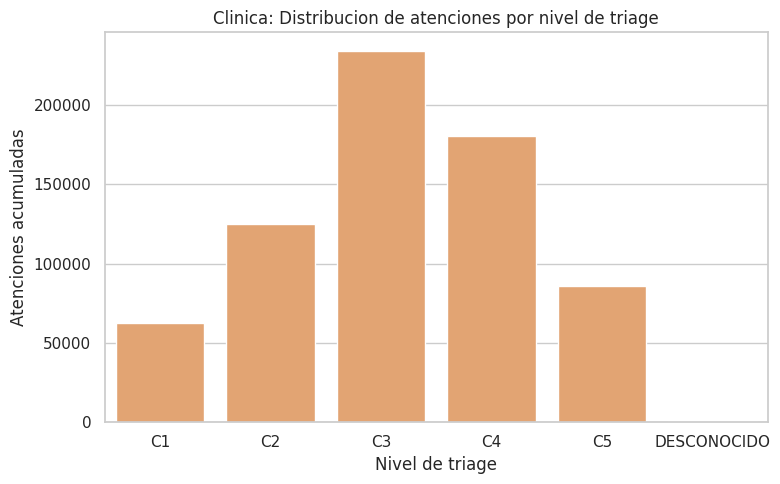 Clinica: Distribucion de atenciones por nivel de triage
Atenciones acumuladas
200000
150000
100000
50000
0
C1 C2 C3 C4 C5 DESCONOCIDO
Nivel de triage